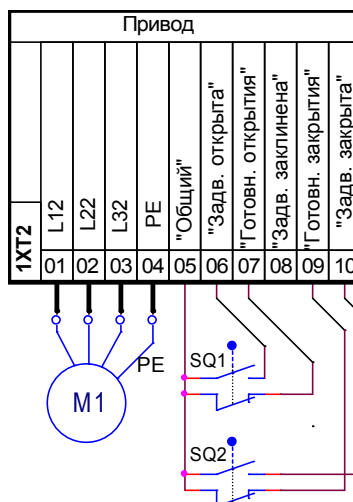 Привод
1XT2
L12
L22
L32
PE
"Общий"
"Задв. открыта"
"Готовн. открытия"
"Задв. заклинена"
"Готовн. закрытия"
"Задв. закрыта"
01 02 03 04 05 06 07 08 09 10
SQ1
PE
M1
SQ2